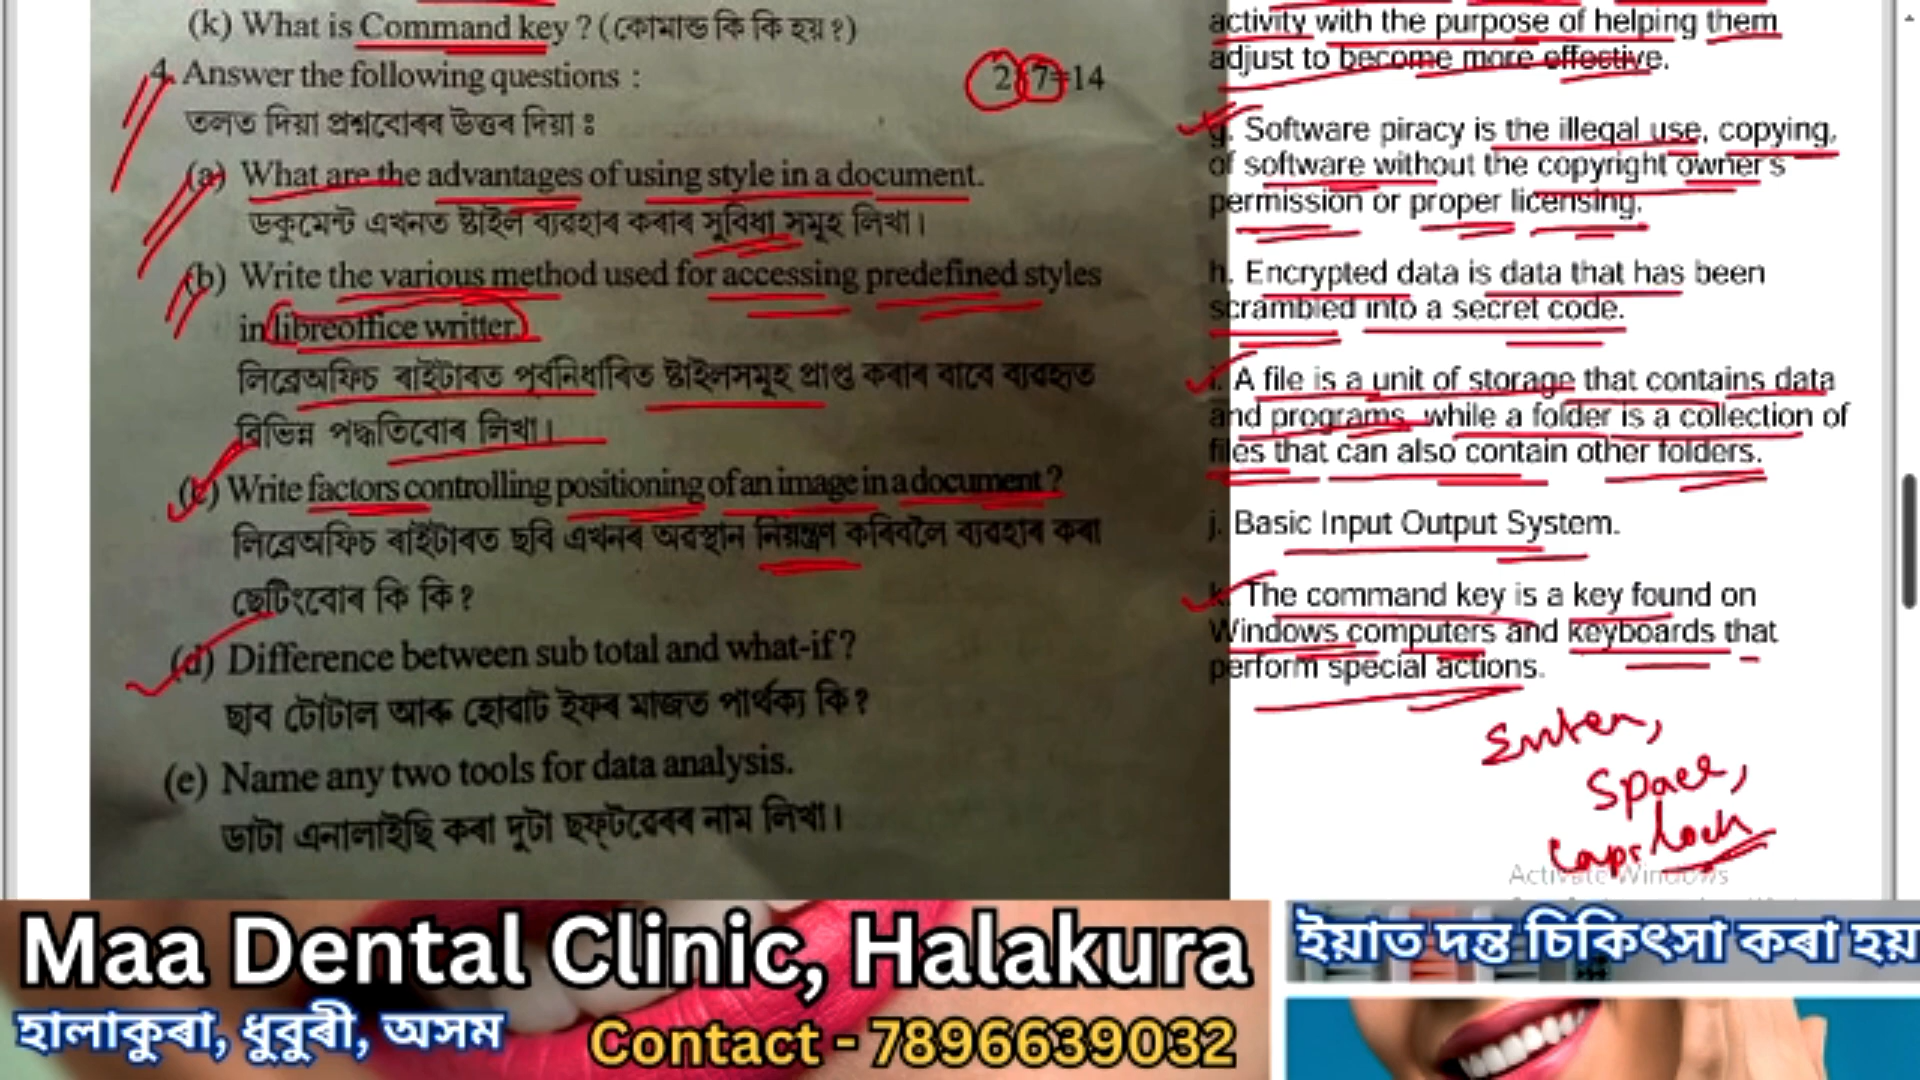 (k) What is Command key ? (কোমান্ড কি কি হয় ?)
4. Answer the following questions : 2×7=14
তলত দিয়া প্ৰশ্নবোৰৰ উত্তৰ দিয়া ঃ
(a) What are the advantages of using style in a document.
ডকুমেন্ট এখনত ষ্টাইল ব্যৱহাৰ কৰাৰ সুবিধা সমূহ লিখা।
(b) Write the various method used for accessing predefined styles
in libreoffice writter.
লিব্ৰেঅফিচ ৰাইটাৰত পূৰ্বনিৰ্ধাৰিত ষ্টাইলসমূহ প্ৰাপ্ত কৰাৰ বাবে ব্যৱহৃত
বিভিন্ন পদ্ধতিবোৰ লিখা।
(c) Write factors controlling positioning of an image in a document ?
লিব্ৰেঅফিচ ৰাইটাৰত ছবি এখনৰ অৱস্থান নিয়ন্ত্ৰণ কৰিবলৈ ব্যৱহাৰ কৰা
ছেটিংবোৰ কি কি ?
(d) Difference between sub total and what-if ?
ছাব টোটাল আৰু হোৱাট ইফৰ মাজত পাৰ্থক্য কি ?
(e) Name any two tools for data analysis.
ডাটা এনালাইছি কৰা দুটা ছফ্টৱেৰৰ নাম লিখা।
activity with the purpose of helping them
adjust to become more effective.
g. Software piracy is the illegal use, copying,
of software without the copyright owner's
permission or proper licensing.
h. Encrypted data is data that has been
scrambled into a secret code.
i. A file is a unit of storage that contains data
and programs, while a folder is a collection of
files that can also contain other folders.
j. Basic Input Output System.
k. The command key is a key found on
Windows computers and keyboards that
perform special actions.
Enter,
Space,
Caps lock
Activate Windows
Maa Dental Clinic, Halakura
হালাকুৰা, ধুবুৰী, অসম
Contact - 7896639032
ইয়াত দন্ত চিকিৎসা কৰা হয়